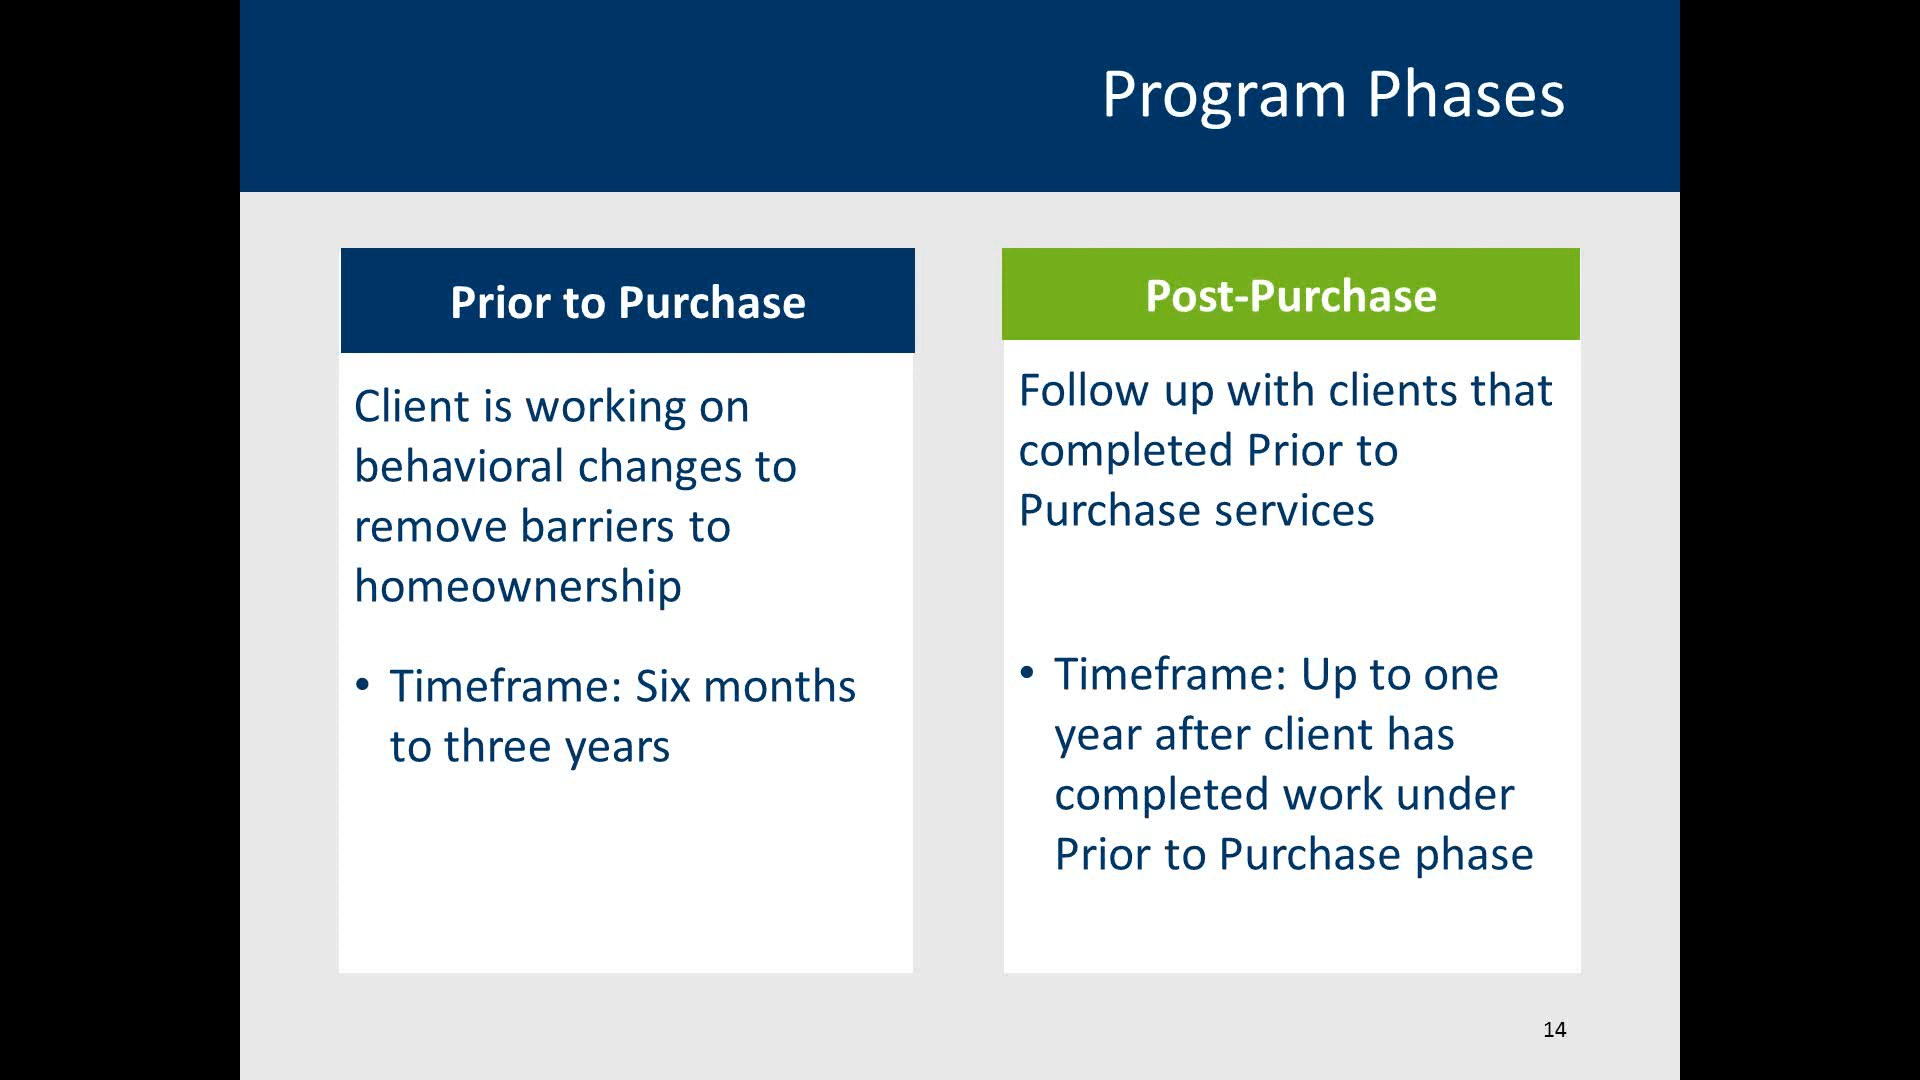 Program Phases
Prior to Purchase
Client is working on
behavioral changes to
remove barriers to
homeownership
• Timeframe: Six months
to three years
Post-Purchase
Follow up with clients that
completed Prior to
Purchase services
• Timeframe: Up to one
year after client has
completed work under
Prior to Purchase phase
14